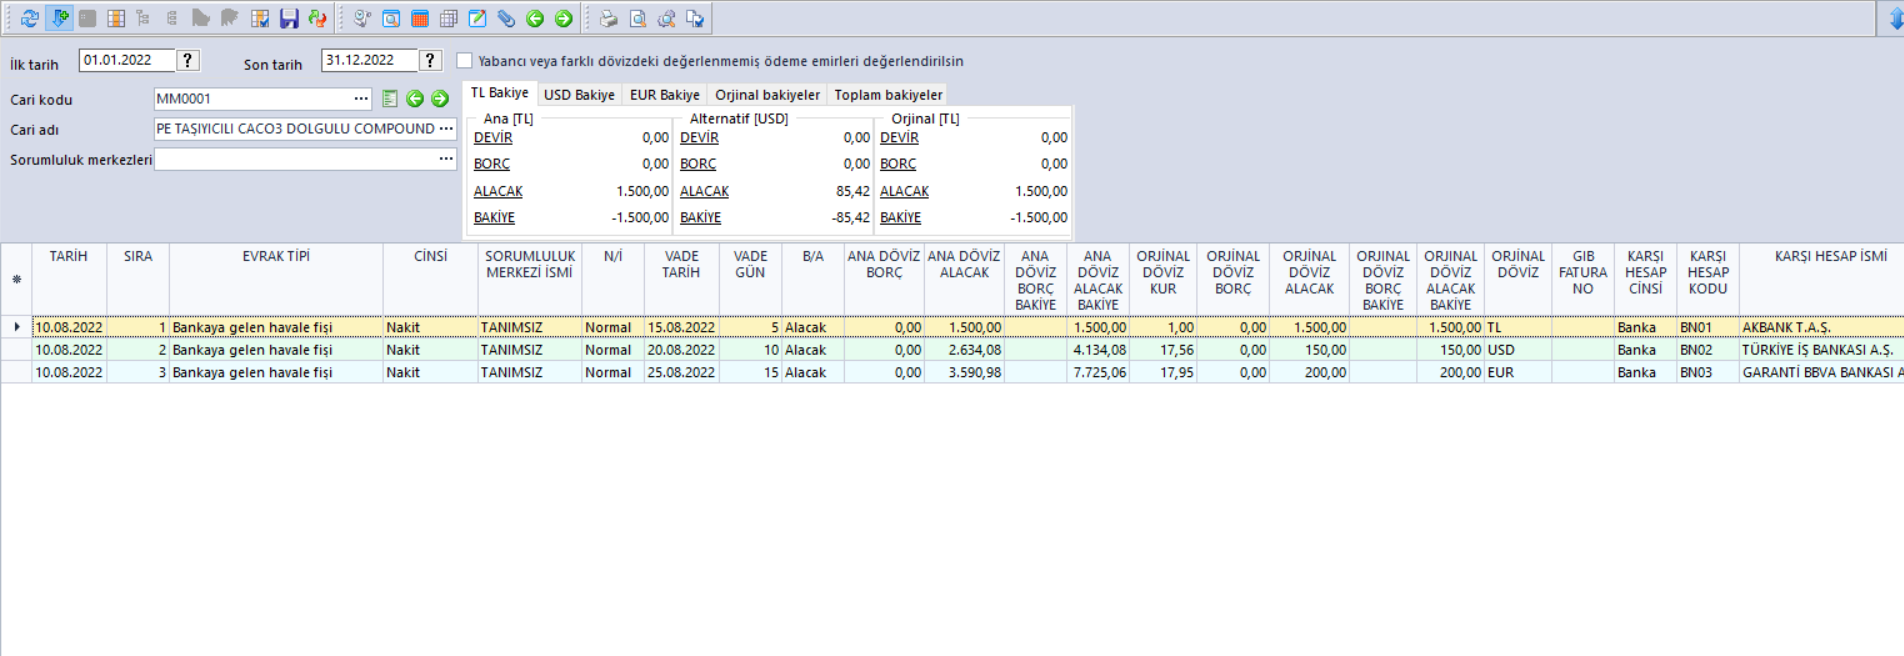 İlk tarih 01.01.2022 ? Son tarih 31.12.2022 ? Yabancı veya farklı dövizdeki değerlenmemiş ödeme emirleri değerlendirilsin
Cari kodu MM0001 ...
Cari adı PE TAŞIYICILI CACO3 DOLGULU COMPOUND ...
Sorumluluk merkezleri ...
TL Bakiye USD Bakiye EUR Bakiye Orjinal bakiyeler Toplam bakiyeler
Ana [TL] Alternatif [USD] Orjinal [TL]
DEVİR 0,00 DEVİR 0,00 DEVİR 0,00
BORÇ 0,00 BORÇ 0,00 BORÇ 0,00
ALACAK 1.500,00 ALACAK 85,42 ALACAK 1.500,00
BAKİYE -1.500,00 BAKİYE -85,42 BAKİYE -1.500,00
TARİH SIRA EVRAK TİPİ CİNSİ SORUMLULUK MERKEZİ İSMİ N/İ VADE TARİH VADE GÜN B/A ANA DÖVİZ BORÇ ANA DÖVİZ ALACAK ANA DÖVİZ BORÇ BAKİYE ANA DÖVİZ ALACAK BAKİYE ORJİNAL DÖVİZ KUR ORJİNAL DÖVİZ BORÇ ORJİNAL DÖVİZ ALACAK ORJİNAL DÖVİZ BORÇ BAKİYE ORJİNAL DÖVİZ ALACAK BAKİYE ORJİNAL DÖVİZ GIB FATURA NO KARŞI HESAP CİNSİ KARŞI HESAP KODU KARŞI HESAP İSMİ
10.08.2022 1 Bankaya gelen havale fişi Nakit TANIMSIZ Normal 15.08.2022 5 Alacak 0,00 1.500,00 1.500,00 1,00 0,00 1.500,00 1.500,00 TL Banka BN01 AKBANK T.A.Ş.
10.08.2022 2 Bankaya gelen havale fişi Nakit TANIMSIZ Normal 20.08.2022 10 Alacak 0,00 2.634,08 4.134,08 17,56 0,00 150,00 150,00 USD Banka BN02 TÜRKİYE İŞ BANKASI A.Ş.
10.08.2022 3 Bankaya gelen havale fişi Nakit TANIMSIZ Normal 25.08.2022 15 Alacak 0,00 3.590,98 7.725,06 17,95 0,00 200,00 200,00 EUR Banka BN03 GARANTİ BBVA BANKASI A